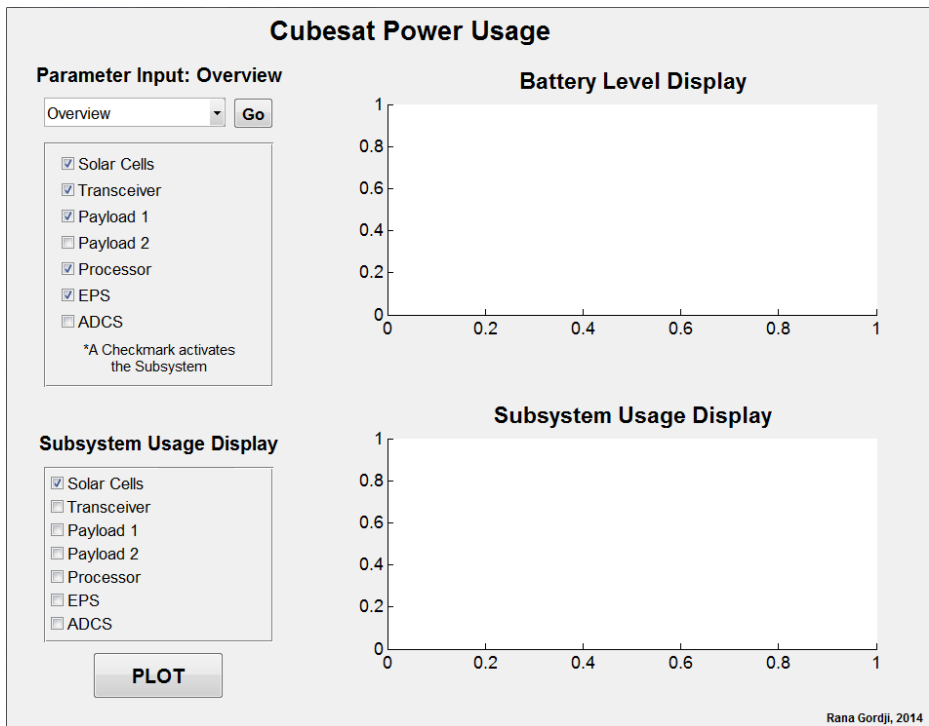 Cubesat Power Usage
Parameter Input: Overview
Overview
Go
Solar Cells
Transceiver
Payload 1
Payload 2
Processor
EPS
ADCS
*A Checkmark activates
the Subsystem
Subsystem Usage Display
Solar Cells
Transceiver
Payload 1
Payload 2
Processor
EPS
ADCS
PLOT
Battery Level Display
1
0.8
0.6
0.4
0.2
0
0 0.2 0.4 0.6 0.8 1
Subsystem Usage Display
1
0.8
0.6
0.4
0.2
0
0 0.2 0.4 0.6 0.8 1
Rana Gordji, 2014